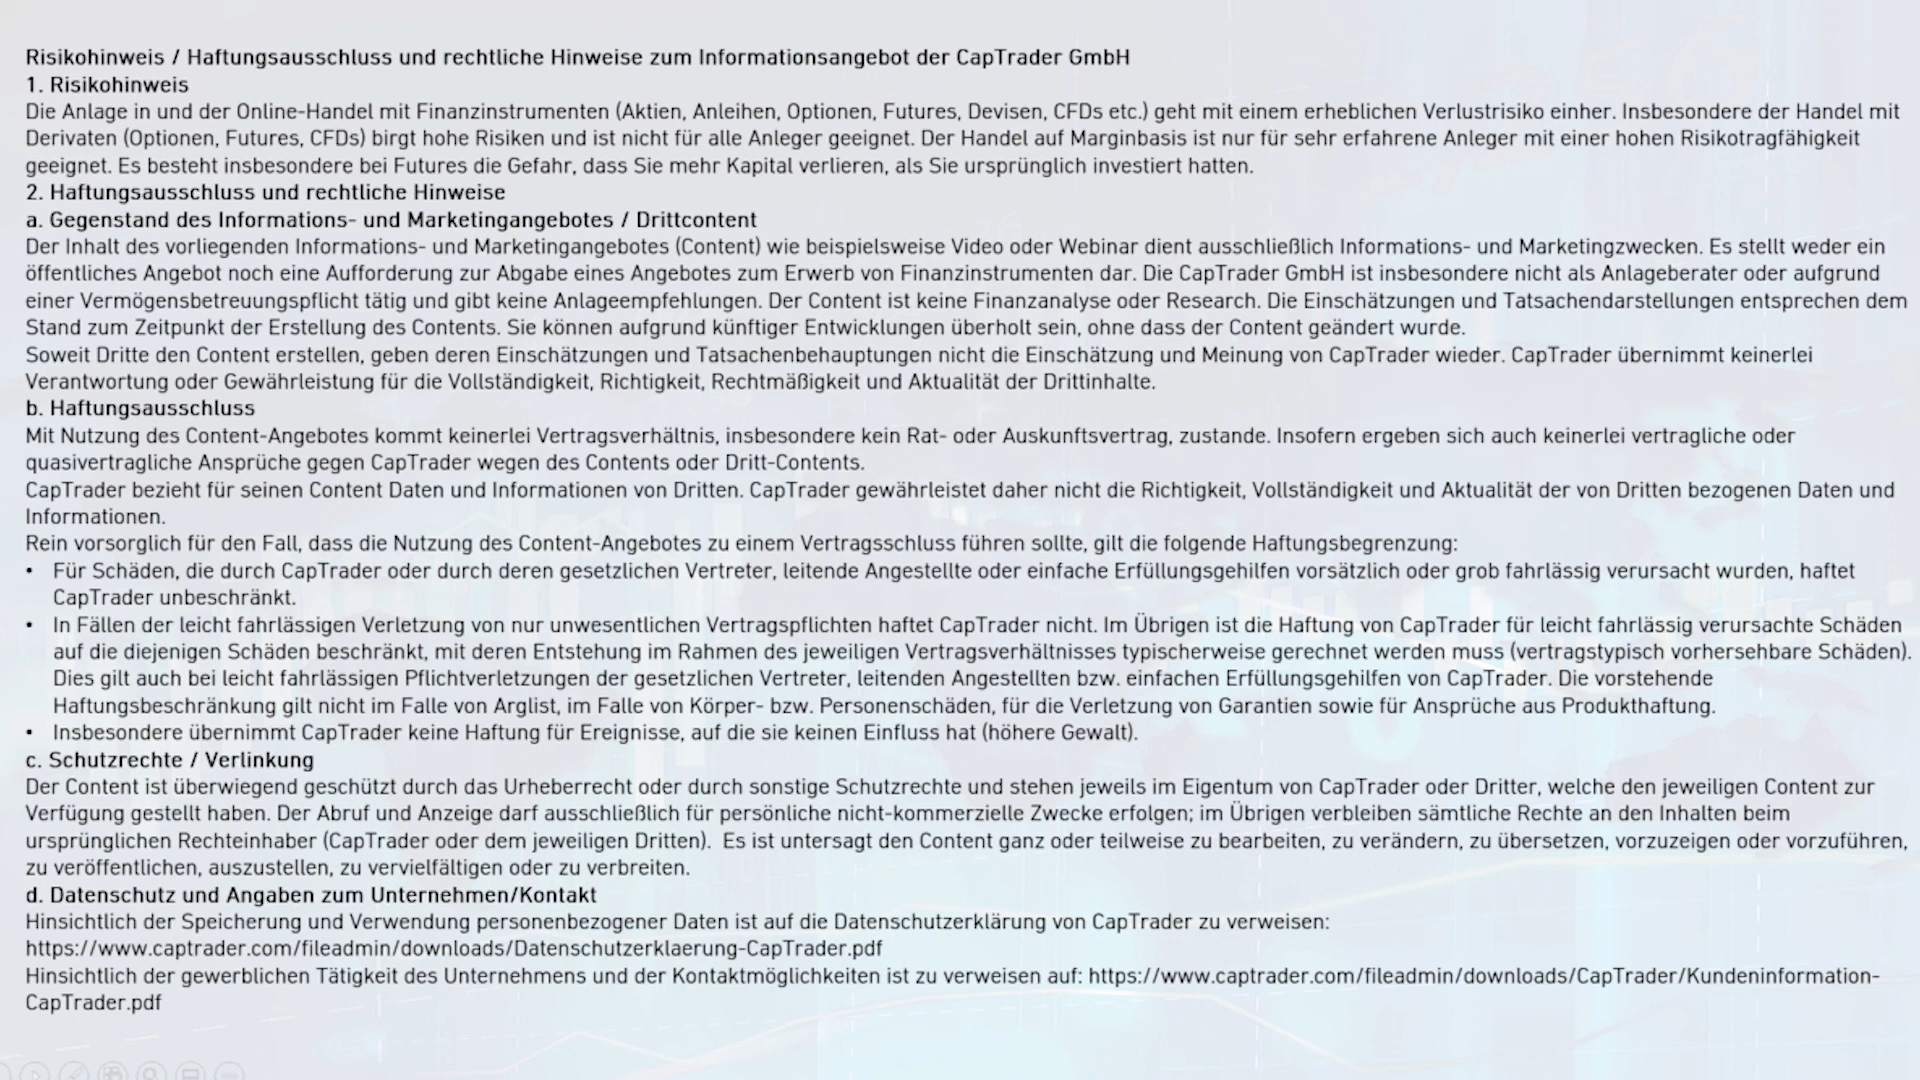 Risikohinweis / Haftungsausschluss und rechtliche Hinweise zum Informationsangebot der CapTrader GmbH
1. Risikohinweis
Die Anlage in und der Online-Handel mit Finanzinstrumenten (Aktien, Anleihen, Optionen, Futures, Devisen, CFDs etc.) geht mit einem erheblichen Verlustrisiko einher. Insbesondere der Handel mit
Derivaten (Optionen, Futures, CFDs) birgt hohe Risiken und ist nicht für alle Anleger geeignet. Der Handel auf Marginbasis ist nur für sehr erfahrene Anleger mit einer hohen Risikotragfähigkeit
geeignet. Es besteht insbesondere bei Futures die Gefahr, dass Sie mehr Kapital verlieren, als Sie ursprünglich investiert hatten.
2. Haftungsausschluss und rechtliche Hinweise
a. Gegenstand des Informations- und Marketingangebotes / Drittcontent
Der Inhalt des vorliegenden Informations- und Marketingangebotes (Content) wie beispielsweise Video oder Webinar dient ausschließlich Informations- und Marketingzwecken. Es stellt weder ein
öffentliches Angebot noch eine Aufforderung zur Abgabe eines Angebotes zum Erwerb von Finanzinstrumenten dar. Die CapTrader GmbH ist insbesondere nicht als Anlageberater oder aufgrund
einer Vermögensbetreuungspflicht tätig und gibt keine Anlageempfehlungen. Der Content ist keine Finanzanalyse oder Research. Die Einschätzungen und Tatsachendarstellungen entsprechen dem
Stand zum Zeitpunkt der Erstellung des Contents. Sie können aufgrund künftiger Entwicklungen überholt sein, ohne dass der Content geändert wurde.
Soweit Dritte den Content erstellen, geben deren Einschätzungen und Tatsachenbehauptungen nicht die Einschätzung und Meinung von CapTrader wieder. CapTrader übernimmt keinerlei
Verantwortung oder Gewährleistung für die Vollständigkeit, Richtigkeit, Rechtmäßigkeit und Aktualität der Drittinhalte.
b. Haftungsausschluss
Mit Nutzung des Content-Angebotes kommt keinerlei Vertragsverhältnis, insbesondere kein Rat- oder Auskunftsvertrag, zustande. Insofern ergeben sich auch keinerlei vertragliche oder
quasivertragliche Ansprüche gegen CapTrader wegen des Contents oder Dritt-Contents.
CapTrader bezieht für seinen Content Daten und Informationen von Dritten. CapTrader gewährleistet daher nicht die Richtigkeit, Vollständigkeit und Aktualität der von Dritten bezogenen Daten und
Informationen.
Rein vorsorglich für den Fall, dass die Nutzung des Content-Angebotes zu einem Vertragsschluss führen sollte, gilt die folgende Haftungsbegrenzung:
• Für Schäden, die durch CapTrader oder durch deren gesetzlichen Vertreter, leitende Angestellte oder einfache Erfüllungsgehilfen vorsätzlich oder grob fahrlässig verursacht wurden, haftet
CapTrader unbeschränkt.
• In Fällen der leicht fahrlässigen Verletzung von nur unwesentlichen Vertragspflichten haftet CapTrader nicht. Im Übrigen ist die Haftung von CapTrader für leicht fahrlässig verursachte Schäden
auf die diejenigen Schäden beschränkt, mit deren Entstehung im Rahmen des jeweiligen Vertragsverhältnisses typischerweise gerechnet werden muss (vertragstypisch vorhersehbare Schäden).
Dies gilt auch bei leicht fahrlässigen Pflichtverletzungen der gesetzlichen Vertreter, leitenden Angestellten bzw. einfachen Erfüllungsgehilfen von CapTrader. Die vorstehende
Haftungsbeschränkung gilt nicht im Falle von Arglist, im Falle von Körper- bzw. Personenschäden, für die Verletzung von Garantien sowie für Ansprüche aus Produkthaftung.
• Insbesondere übernimmt CapTrader keine Haftung für Ereignisse, auf die sie keinen Einfluss hat (höhere Gewalt).
c. Schutzrechte / Verlinkung
Der Content ist überwiegend geschützt durch das Urheberrecht oder durch sonstige Schutzrechte und stehen jeweils im Eigentum von CapTrader oder Dritter, welche den jeweiligen Content zur
Verfügung gestellt haben. Der Abruf und Anzeige darf ausschließlich für persönliche nicht-kommerzielle Zwecke erfolgen; im Übrigen verbleiben sämtliche Rechte an den Inhalten beim
ursprünglichen Rechteinhaber (CapTrader oder dem jeweiligen Dritten). Es ist untersagt den Content ganz oder teilweise zu bearbeiten, zu verändern, zu übersetzen, vorzuzeigen oder vorzuführen,
zu veröffentlichen, auszustellen, zu vervielfältigen oder zu verbreiten.
d. Datenschutz und Angaben zum Unternehmen/Kontakt
Hinsichtlich der Speicherung und Verwendung personenbezogener Daten ist auf die Datenschutzerklärung von CapTrader zu verweisen:
https://www.captrader.com/fileadmin/downloads/Datenschutzerklaerung-CapTrader.pdf
Hinsichtlich der gewerblichen Tätigkeit des Unternehmens und der Kontaktmöglichkeiten ist zu verweisen auf: https://www.captrader.com/fileadmin/downloads/CapTrader/Kundeninformation-
CapTrader.pdf